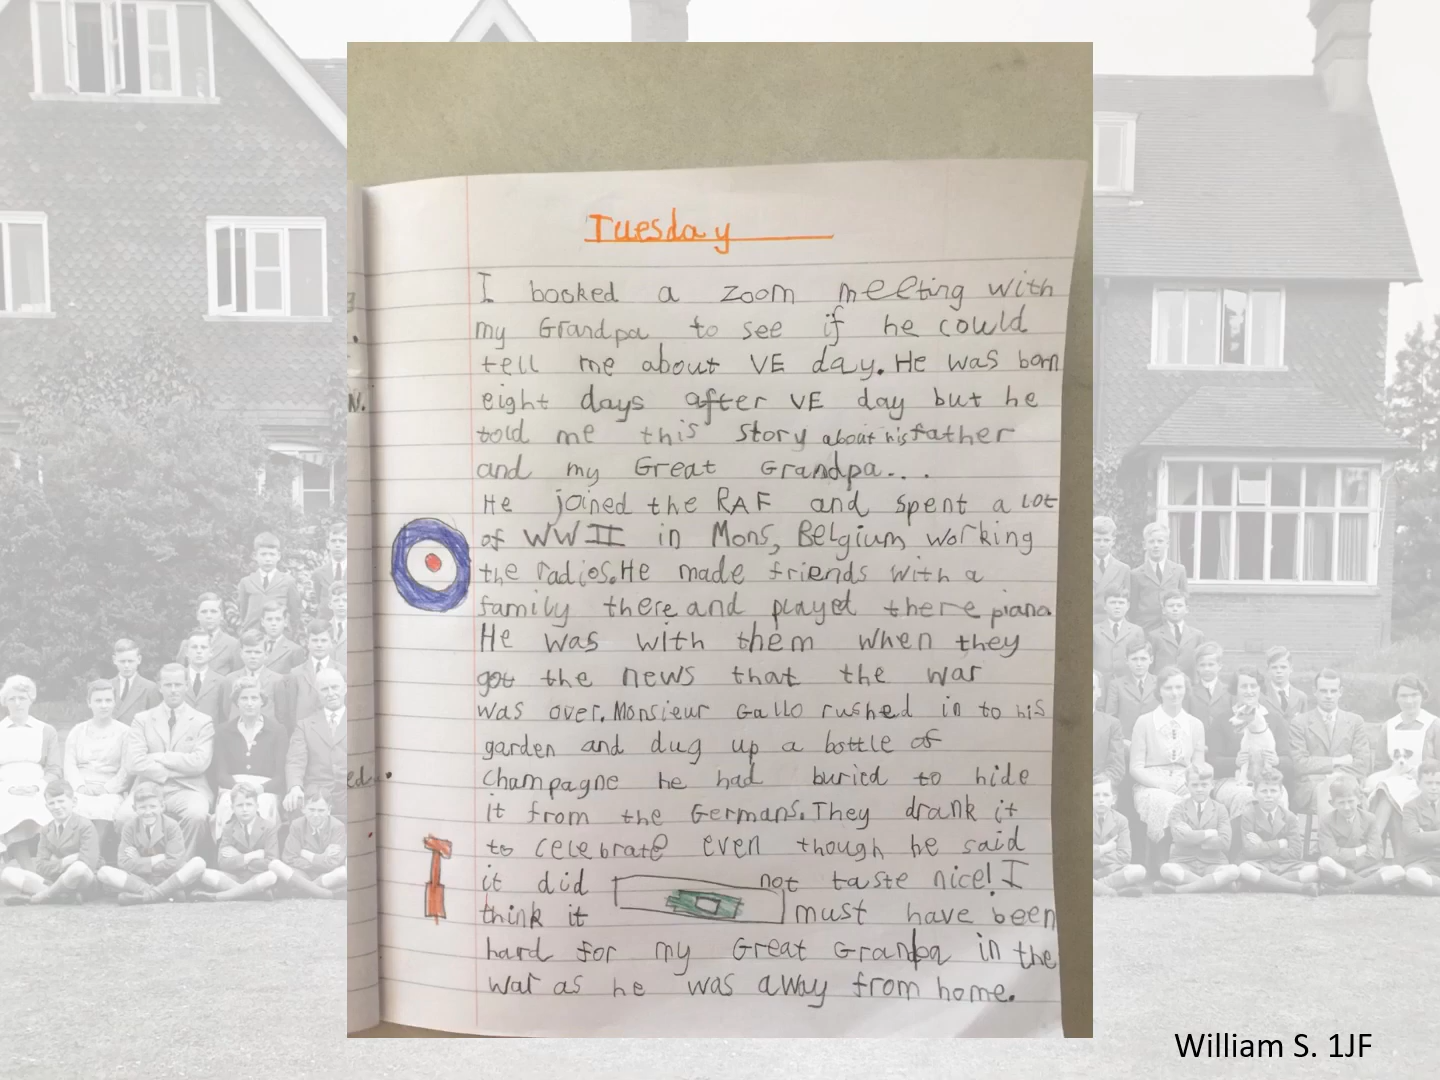 Tuesday
I booked a zoom meeting with
my Grandpa to see if he could
tell me about VE day. He was born
eight days after VE day but he
told me this story about his father
and my Great Grandpa...
He joined the RAF and spent a lot
of WWII in Mons, Belgium working
the radios. He made friends with a
family there and played there piano
He was with them when they
got the news that the war
was over. Monsieur Gallo rushed in to his
garden and dug up a bottle of
champagne he had buried to hide
it from the Germans. They drank it
to celebrate even though he said
it did not taste nice! I
think it must have been
hard for my Great Grandpa in the
war as he was away from home.
William S. 1JF